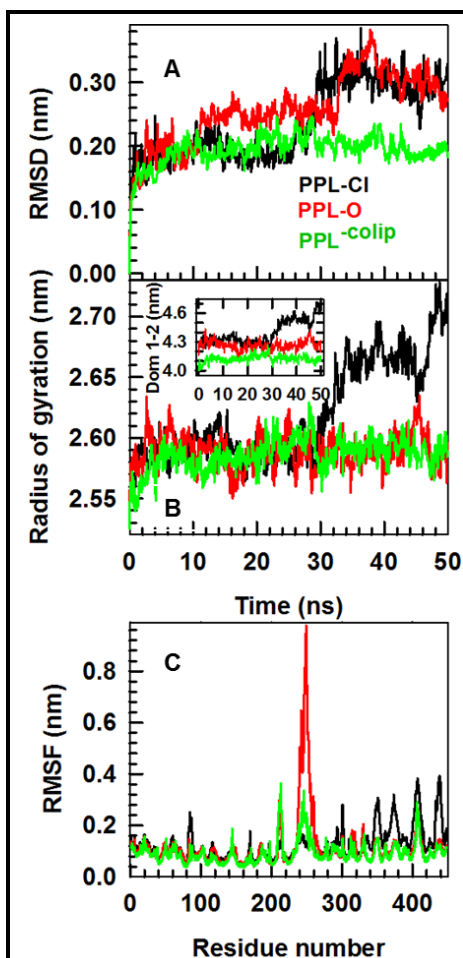 A
RMSD (nm)
0.30
0.20
0.10
0.00
PPL-Cl
PPL-O
PPL-colip
B
Radius of gyration (nm)
2.70
2.65
2.60
2.55
Dom 1-2 (nm)
4.6
4.3
4.0
0 10 20 30 40 50
0 10 20 30 40 50
Time (ns)
C
RMSF (nm)
0.8
0.6
0.4
0.2
0.0
0 100 200 300 400
Residue number